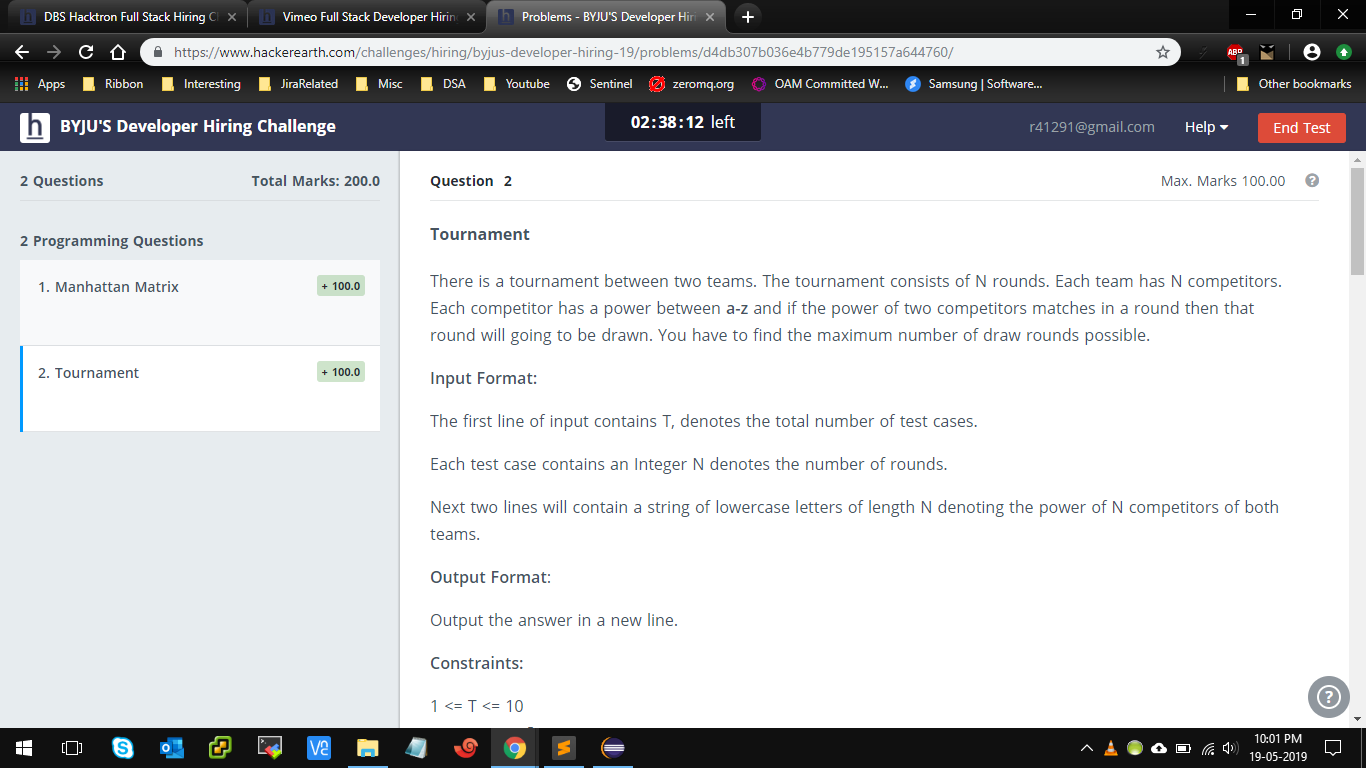 DBS Hacktron Full Stack Hiring C
Vimeo Full Stack Developer Hirin
Problems - BYJU'S Developer Hiri
https://www.hackerearth.com/challenges/hiring/byjus-developer-hiring-19/problems/d4db307b036e4b779de195157a644760/
ABP
1
Apps Ribbon Interesting JiraRelated Misc DSA Youtube Sentinel zeromq.org OAM Committed W... Samsung | Software... Other bookmarks
h BYJU'S Developer Hiring Challenge
02:38:12 left
r41291@gmail.com Help End Test
2 Questions Total Marks: 200.0
2 Programming Questions
1. Manhattan Matrix + 100.0
2. Tournament + 100.0
Question 2 Max. Marks 100.00 ?
Tournament
There is a tournament between two teams. The tournament consists of N rounds. Each team has N competitors.
Each competitor has a power between a-z and if the power of two competitors matches in a round then that
round will going to be drawn. You have to find the maximum number of draw rounds possible.
Input Format:
The first line of input contains T, denotes the total number of test cases.
Each test case contains an Integer N denotes the number of rounds.
Next two lines will contain a string of lowercase letters of length N denoting the power of N competitors of both
teams.
Output Format:
Output the answer in a new line.
Constraints:
1 <= T <= 10
?
10:01 PM
19-05-2019